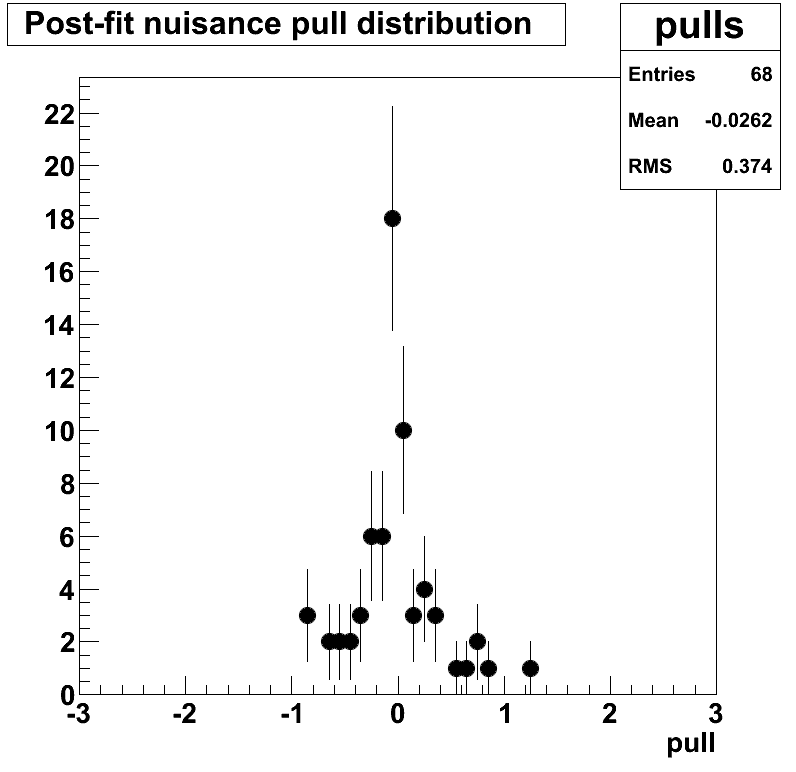 Post-fit nuisance pull distribution
pulls
Entries 68
Mean -0.0262
RMS 0.374
22
20
18
16
14
12
10
8
6
4
2
0
-3 -2 -1 0 1 2 3
pull